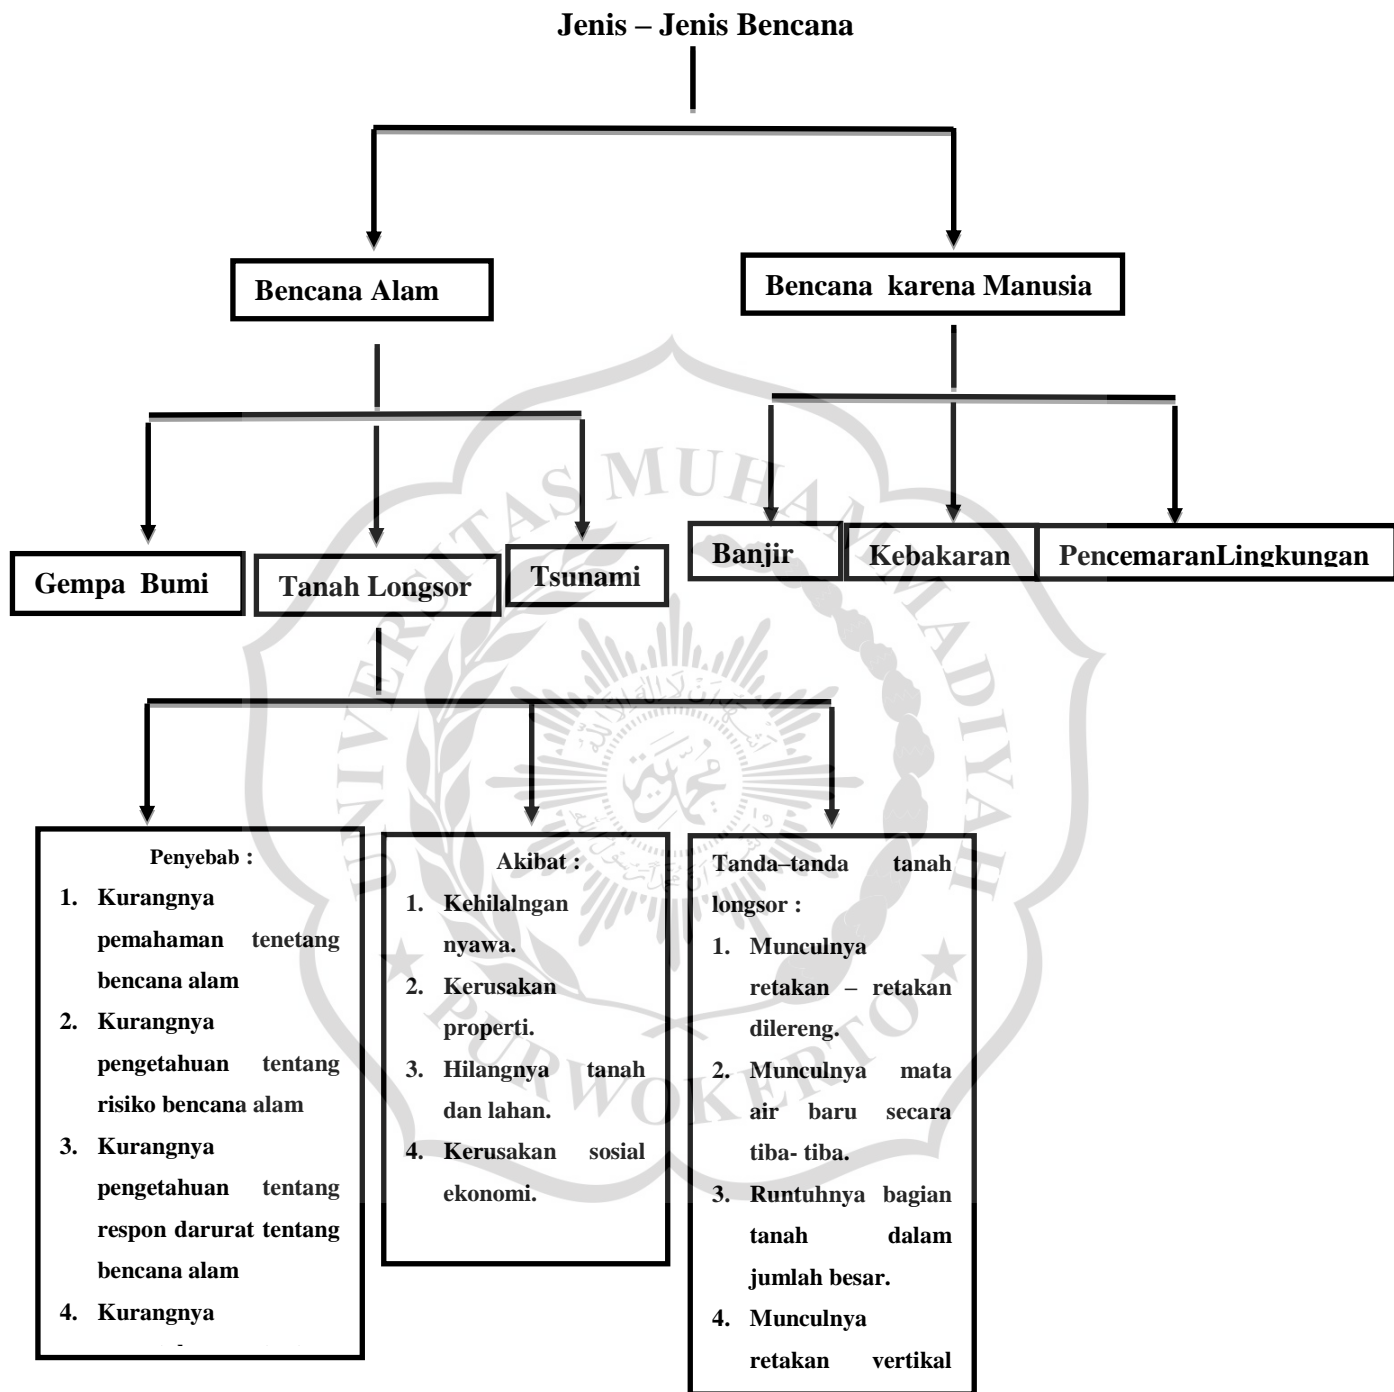 Jenis – Jenis Bencana
Bencana Alam
Bencana karena Manusia
Gempa Bumi
Tanah Longsor
Tsunami
Banjir
Kebakaran
PencemaranLingkungan
Penyebab :
1. Kurangnya
pemahaman tenetang
bencana alam
2. Kurangnya
pengetahuan tentang
risiko bencana alam
3. Kurangnya
pengetahuan tentang
respon darurat tentang
bencana alam
4. Kurangnya
Akibat :
1. Kehilalngan
nyawa.
2. Kerusakan
properti.
3. Hilangnya tanah
dan lahan.
4. Kerusakan sosial
ekonomi.
Tanda–tanda tanah
longsor :
1. Munculnya
retakan – retakan
dilereng.
2. Munculnya mata
air baru secara
tiba- tiba.
3. Runtuhnya bagian
tanah dalam
jumlah besar.
4. Munculnya
retakan vertikal
UNIVERSITAS MUHAMMADIYAH
PURWOKERTO